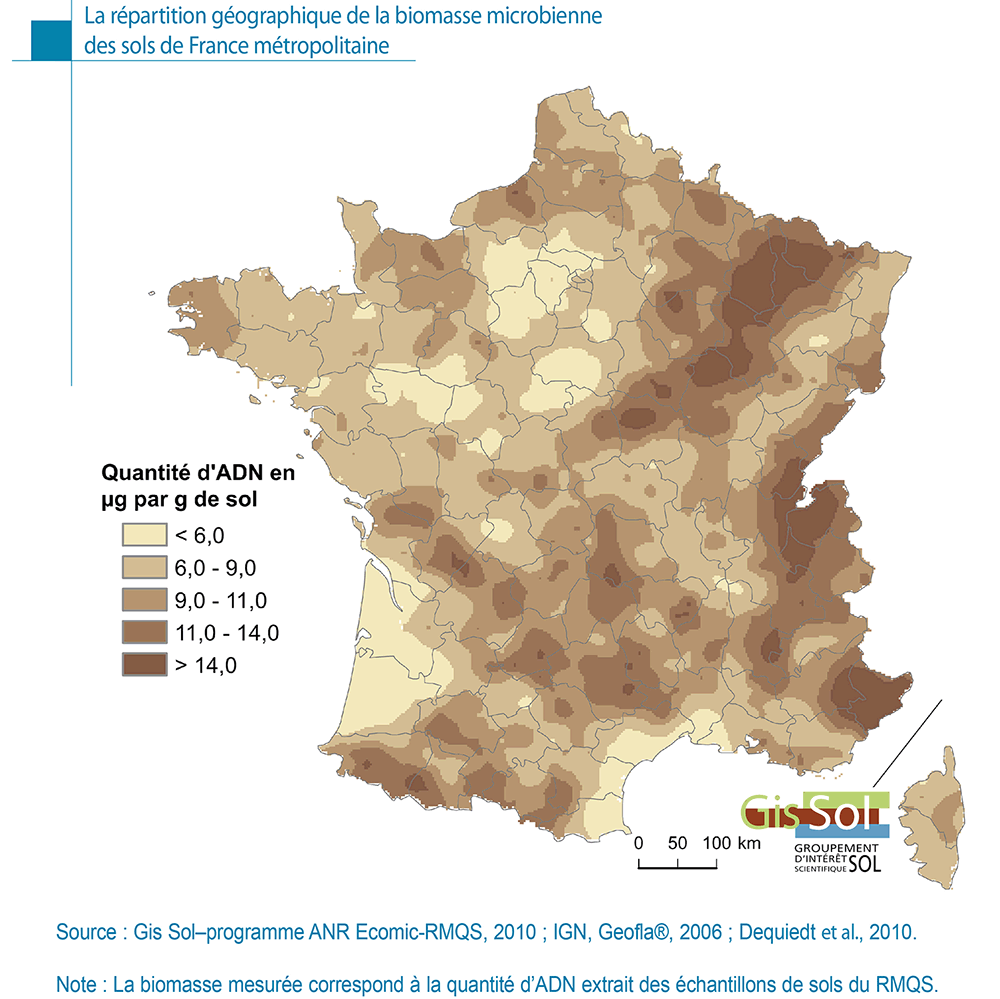 La répartition géographique de la biomasse microbienne
des sols de France métropolitaine
Quantité d'ADN en
µg par g de sol
< 6,0
6,0 - 9,0
9,0 - 11,0
11,0 - 14,0
> 14,0
Gis Sol
GROUPEMENT
D'INTÉRÊT
SCIENTIFIQUE SOL
0 50 100 km
Source : Gis Sol–programme ANR Ecomic-RMQS, 2010 ; IGN, Geofla®, 2006 ; Dequiedt et al., 2010.
Note : La biomasse mesurée correspond à la quantité d’ADN extrait des échantillons de sols du RMQS.